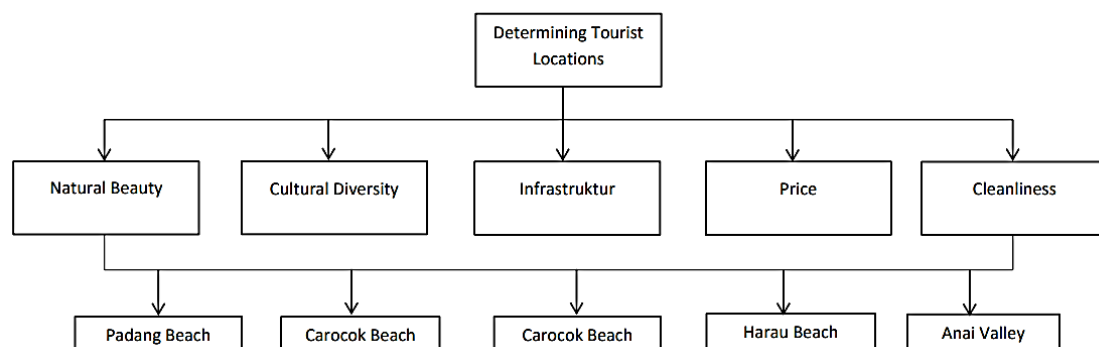 Determining Tourist
Locations
Natural Beauty
Cultural Diversity
Infrastruktur
Price
Cleanliness
Padang Beach
Carocok Beach
Carocok Beach
Harau Beach
Anai Valley